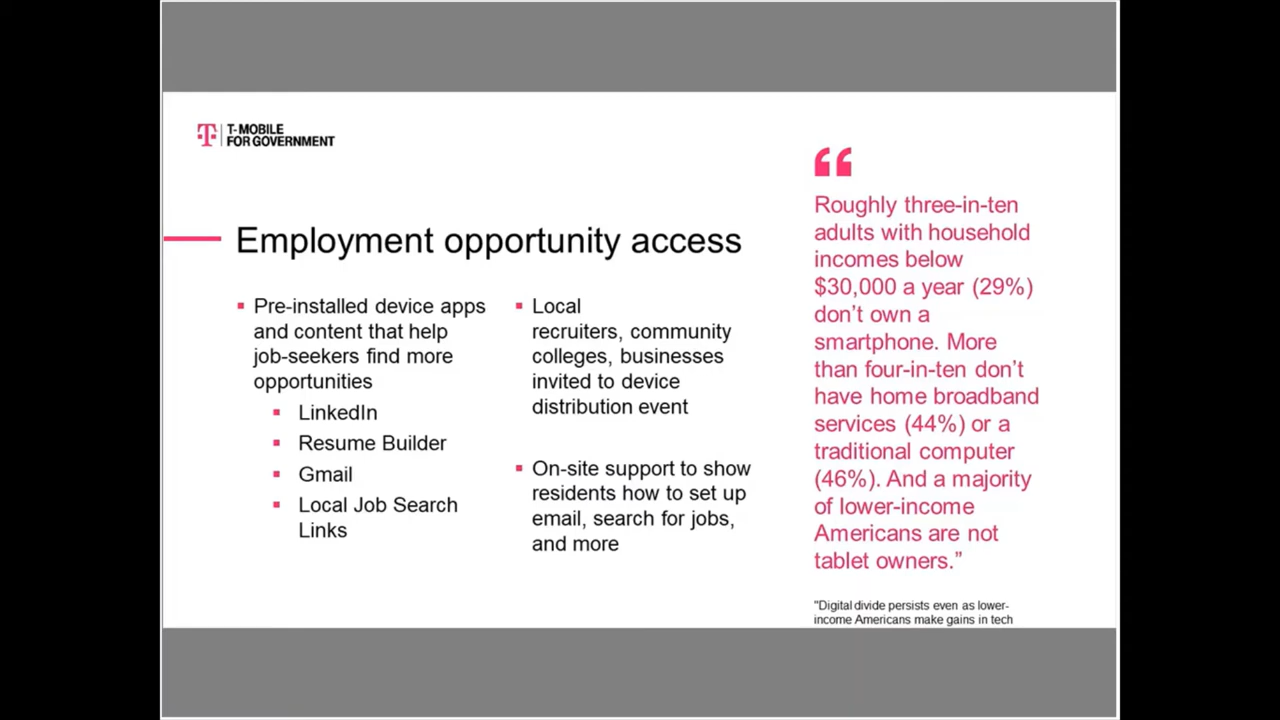 T-MOBILE
FOR GOVERNMENT
Employment opportunity access
Pre-installed device apps
and content that help
job-seekers find more
opportunities
LinkedIn
Resume Builder
Gmail
Local Job Search
Links
Local
recruiters, community
colleges, businesses
invited to device
distribution event
On-site support to show
residents how to set up
email, search for jobs,
and more
“
Roughly three-in-ten
adults with household
incomes below
$30,000 a year (29%)
don’t own a
smartphone. More
than four-in-ten don’t
have home broadband
services (44%) or a
traditional computer
(46%). And a majority
of lower-income
Americans are not
tablet owners.”
"Digital divide persists even as lower-
income Americans make gains in tech